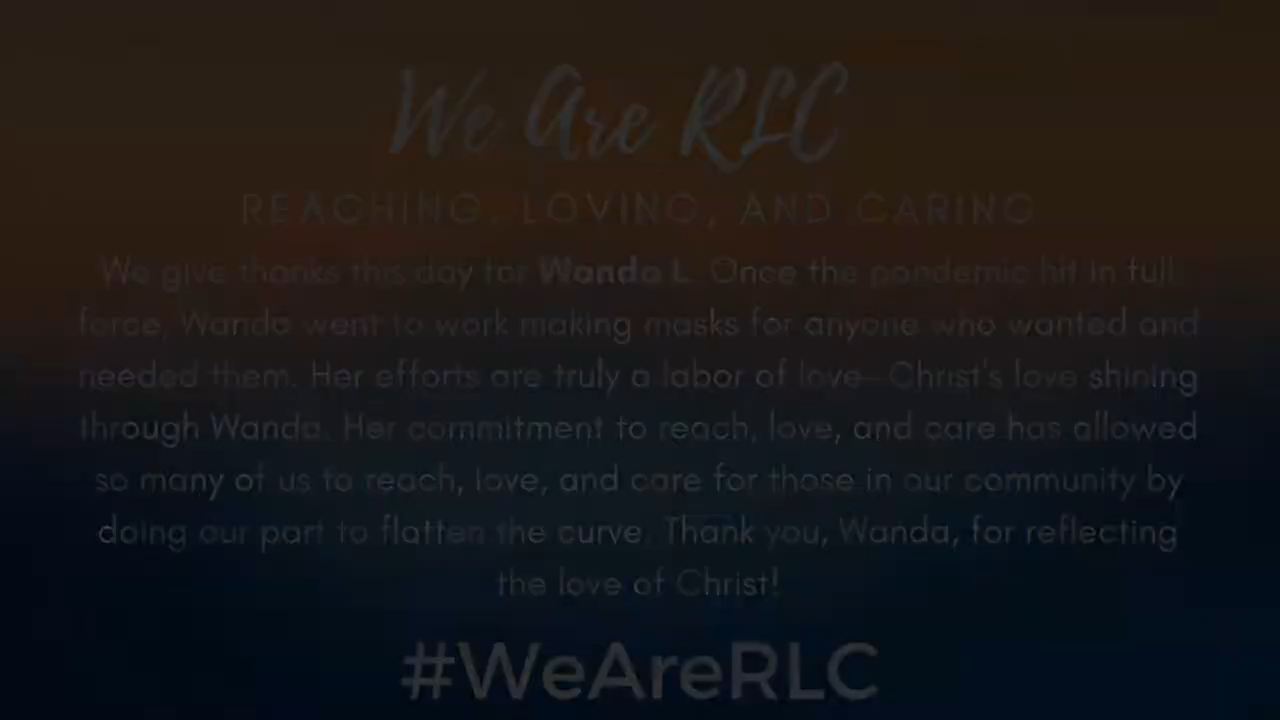 We Are RLC
REACHING, LOVING, AND CARING
We give thanks this day for Wanda L. Once the pandemic hit in full
force, Wanda went to work making masks for anyone who wanted and
needed them. Her efforts are truly a labor of love—Christ's love shining
through Wanda. Her commitment to reach, love, and care has allowed
so many of us to reach, love, and care for those in our community by
doing our part to flatten the curve. Thank you, Wanda, for reflecting
the love of Christ!
#WeAreRLC